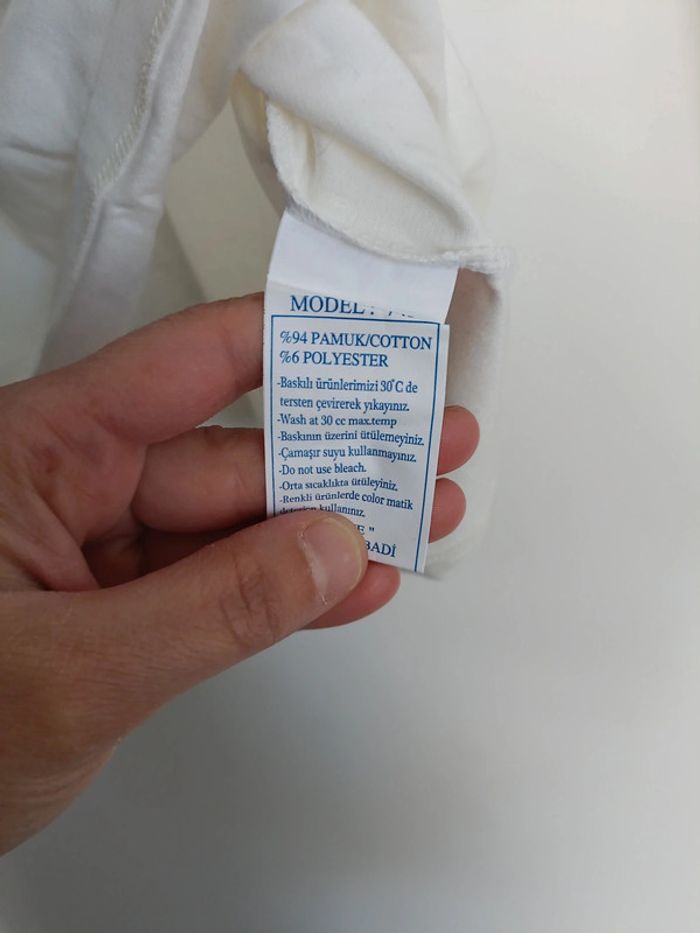 MODEL :
%94 PAMUK/COTTON
%6 POLYESTER
-Baskılı ürünlerimizi 30°C de
tersten çevirerek yıkayınız.
-Wash at 30 cc max.temp
-Baskının üzerini ütülemeyiniz.
-Çamaşır suyu kullanmayınız.
-Do not use bleach.
-Orta sıcaklıkta ütüleyiniz.
-Renkli ürünlerde color matik
kullanınız.